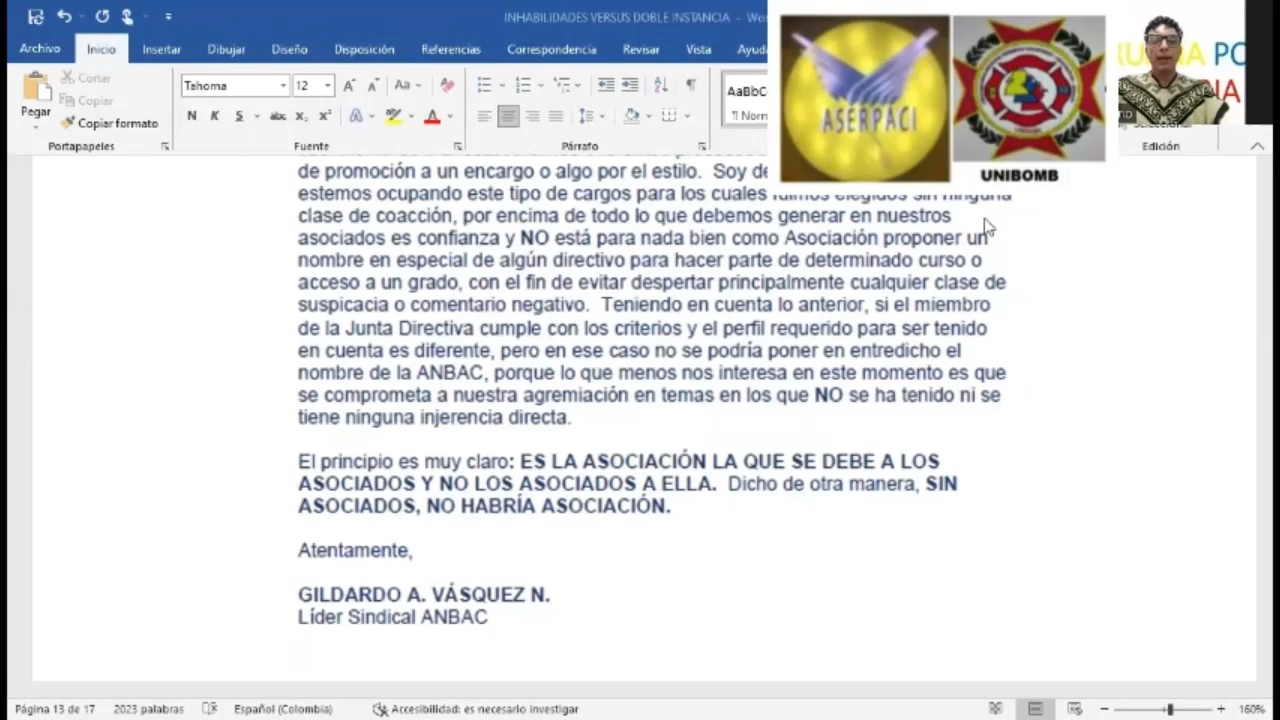 INHABILIDADES VERSUS DOBLE INSTANCIA - Wo
Archivo Inicio Insertar Dibujar Diseño Disposición Referencias Correspondencia Revisar Vista Ayuda
Pegar
Cortar
Copiar
Copiar formato
Tahoma 12
N K S abc x₂ x²
AaBbC
¶ Norm
Portapapeles Fuente Párrafo Edición
ASERPACI
UNIBOMB
de promoción a un encargo o algo por el estilo. Soy de
estemos ocupando este tipo de cargos para los cuales fuimos elegidos sin ninguna
clase de coacción, por encima de todo lo que debemos generar en nuestros
asociados es confianza y NO está para nada bien como Asociación proponer un
nombre en especial de algún directivo para hacer parte de determinado curso o
acceso a un grado, con el fin de evitar despertar principalmente cualquier clase de
suspicacia o comentario negativo. Teniendo en cuenta lo anterior, si el miembro
de la Junta Directiva cumple con los criterios y el perfil requerido para ser tenido
en cuenta es diferente, pero en ese caso no se podría poner en entredicho el
nombre de la ANBAC, porque lo que menos nos interesa en este momento es que
se comprometa a nuestra agremiación en temas en los que NO se ha tenido ni se
tiene ninguna injerencia directa.
El principio es muy claro: ES LA ASOCIACIÓN LA QUE SE DEBE A LOS
ASOCIADOS Y NO LOS ASOCIADOS A ELLA. Dicho de otra manera, SIN
ASOCIADOS, NO HABRÍA ASOCIACIÓN.
Atentamente,
GILDARDO A. VÁSQUEZ N.
Líder Sindical ANBAC
Página 13 de 17 2023 palabras Español (Colombia) Accesibilidad: es necesario investigar 160%